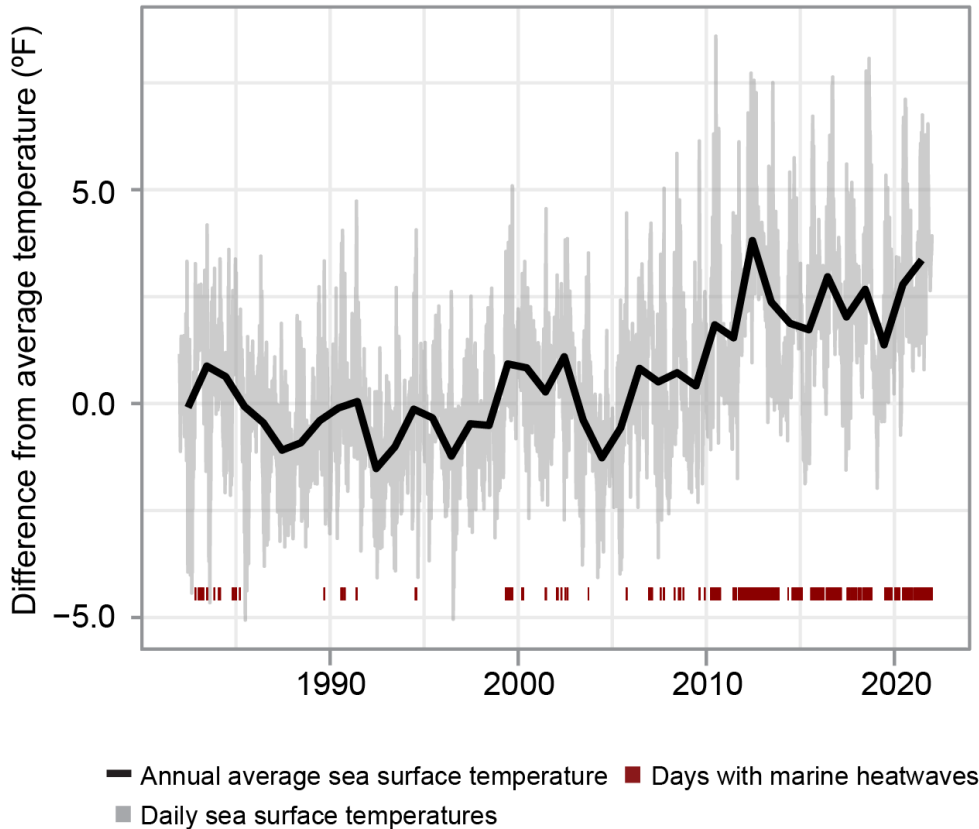 Difference from average temperature (ºF)
5.0
0.0
−5.0
1990
2000
2010
2020
Annual average sea surface temperature
Days with marine heatwaves
Daily sea surface temperatures